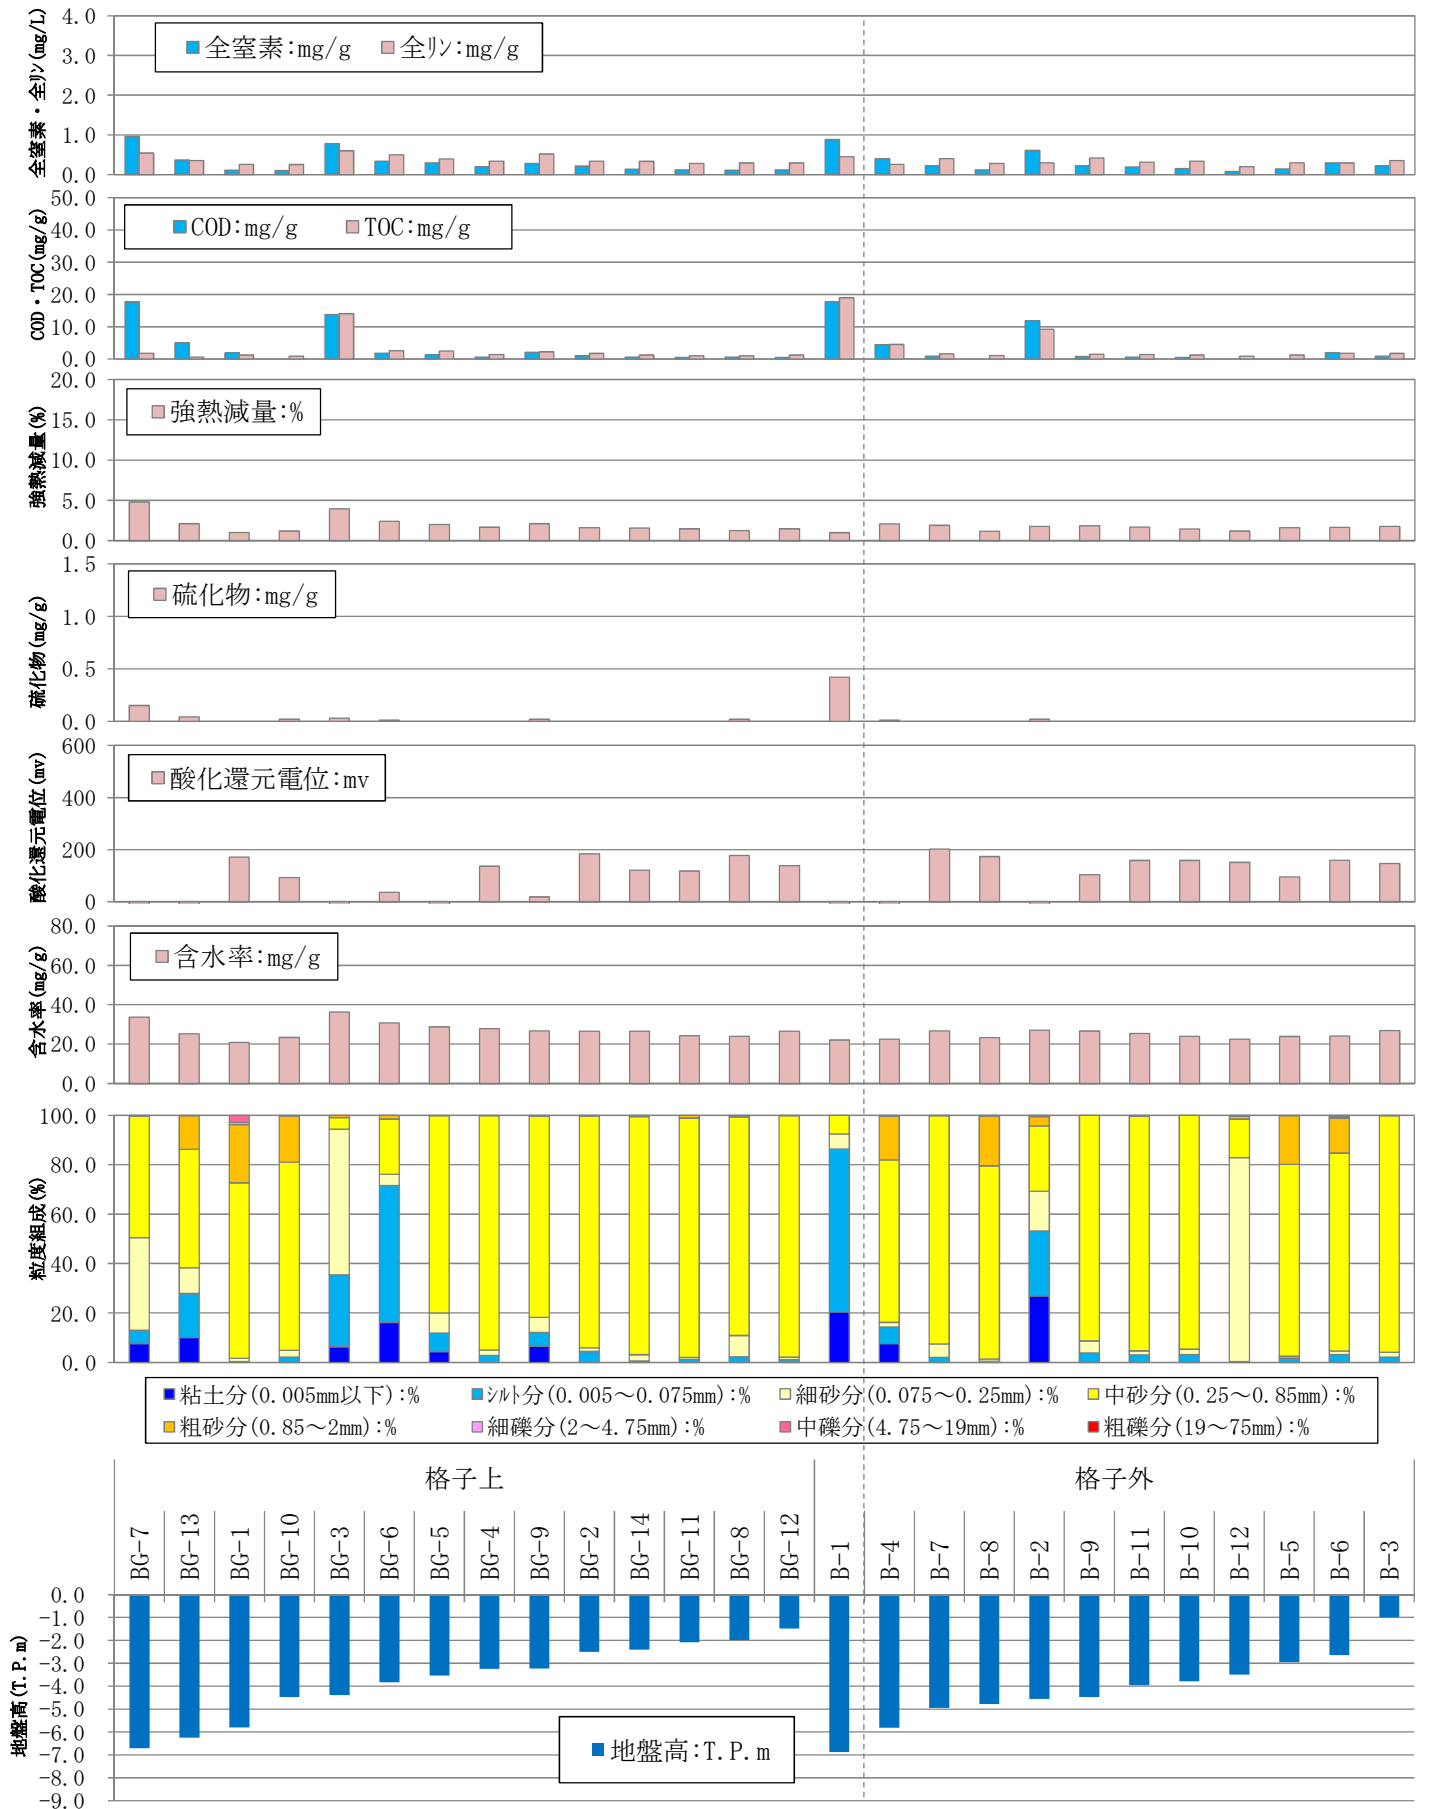 全窒素・全ﾘﾝ(mg/L)
4.0
3.0
2.0
1.0
0.0
全窒素:mg/g 全ﾘﾝ:mg/g
COD・TOC(mg/g)
50.0
40.0
30.0
20.0
10.0
0.0
COD:mg/g TOC:mg/g
強熱減量(%)
20.0
15.0
10.0
5.0
0.0
強熱減量:%
硫化物(mg/g)
1.5
1.0
0.5
0.0
硫化物:mg/g
酸化還元電位(mv)
600
400
200
0
酸化還元電位:mv
含水率(mg/g)
80.0
60.0
40.0
20.0
0.0
含水率:mg/g
粒度組成(%)
100.0
80.0
60.0
40.0
20.0
0.0
粘土分(0.005mm以下):% ｼﾙﾄ分(0.005～0.075mm):% 細砂分(0.075～0.25mm):% 中砂分(0.25～0.85mm):%
粗砂分(0.85～2mm):% 細礫分(2～4.75mm):% 中礫分(4.75～19mm):% 粗礫分(19～75mm):%
格子上 格子外
BG-7 BG-13 BG-1 BG-10 BG-3 BG-6 BG-5 BG-4 BG-9 BG-2 BG-14 BG-11 BG-8 BG-12 B-1 B-4 B-7 B-8 B-2 B-9 B-11 B-10 B-12 B-5 B-6 B-3
地盤高(T.P.m)
0.0
-1.0
-2.0
-3.0
-4.0
-5.0
-6.0
-7.0
-8.0
-9.0
地盤高:T.P.m